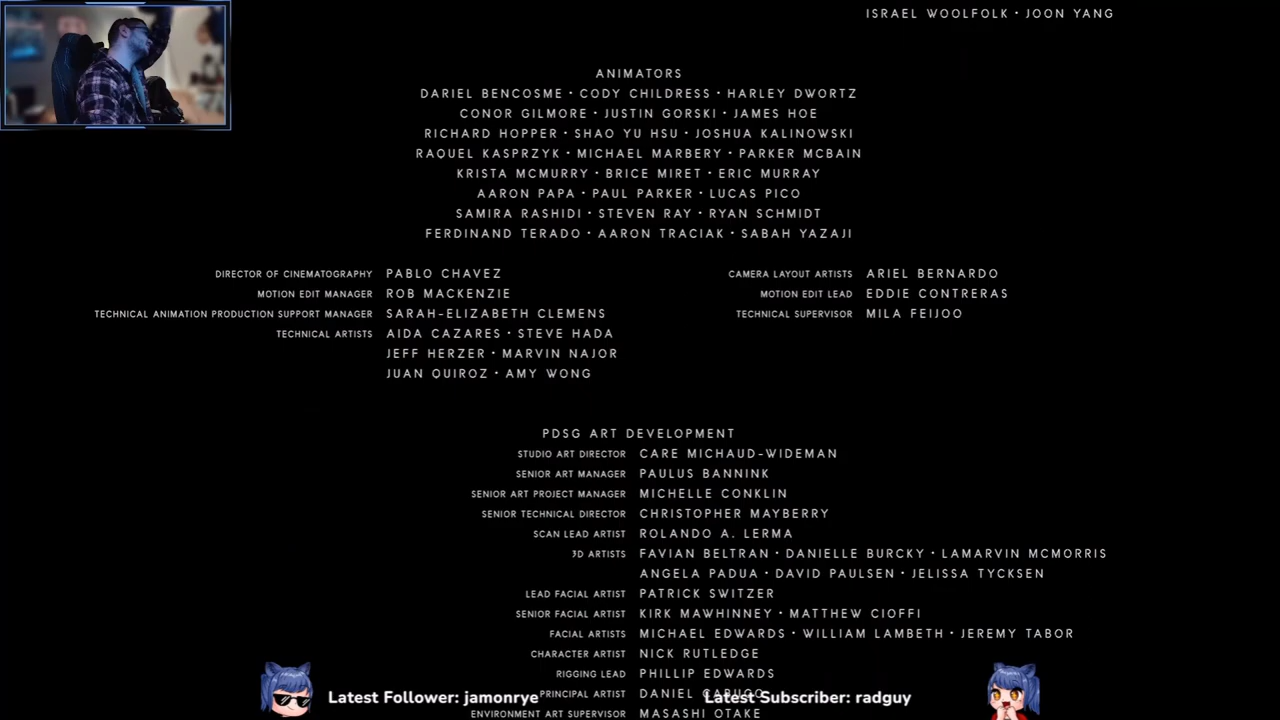 ISRAEL WOOLFOLK • JOON YANG
ANIMATORS
DARIEL BENCOSME • CODY CHILDRESS • HARLEY DWORTZ
CONOR GILMORE • JUSTIN GORSKI • JAMES HOE
RICHARD HOPPER • SHAO YU HSU • JOSHUA KALINOWSKI
RAQUEL KASPRZYK • MICHAEL MARBERY • PARKER MCBAIN
KRISTA MCMURRY • BRICE MIRET • ERIC MURRAY
AARON PAPA • PAUL PARKER • LUCAS PICO
SAMIRA RASHIDI • STEVEN RAY • RYAN SCHMIDT
FERDINAND TERADO • AARON TRACIAK • SABAH YAZAJI
DIRECTOR OF CINEMATOGRAPHY PABLO CHAVEZ
MOTION EDIT MANAGER ROB MACKENZIE
TECHNICAL ANIMATION PRODUCTION SUPPORT MANAGER SARAH-ELIZABETH CLEMENS
TECHNICAL ARTISTS AIDA CAZARES • STEVE HADA
JEFF HERZER • MARVIN NAJOR
JUAN QUIROZ • AMY WONG
CAMERA LAYOUT ARTISTS ARIEL BERNARDO
MOTION EDIT LEAD EDDIE CONTRERAS
TECHNICAL SUPERVISOR MILA FEIJOO
PDSG ART DEVELOPMENT
STUDIO ART DIRECTOR CARE MICHAUD-WIDEMAN
SENIOR ART MANAGER PAULUS BANNINK
SENIOR ART PROJECT MANAGER MICHELLE CONKLIN
SENIOR TECHNICAL DIRECTOR CHRISTOPHER MAYBERRY
SCAN LEAD ARTIST ROLANDO A. LERMA
3D ARTISTS FAVIAN BELTRAN • DANIELLE BURCKY • LAMARVIN MCMORRIS
ANGELA PADUA • DAVID PAULSEN • JELISSA TYCKSEN
LEAD FACIAL ARTIST PATRICK SWITZER
SENIOR FACIAL ARTIST KIRK MAWHINNEY • MATTHEW CIOFFI
FACIAL ARTISTS MICHAEL EDWARDS • WILLIAM LAMBETH • JEREMY TABOR
CHARACTER ARTIST NICK RUTLEDGE
RIGGING LEAD PHILLIP EDWARDS
PRINCIPAL ARTIST DANIEL
Latest Follower: jamonrye
Latest Subscriber: radguy
ENVIRONMENT ART SUPERVISOR MASASHI OTAKE